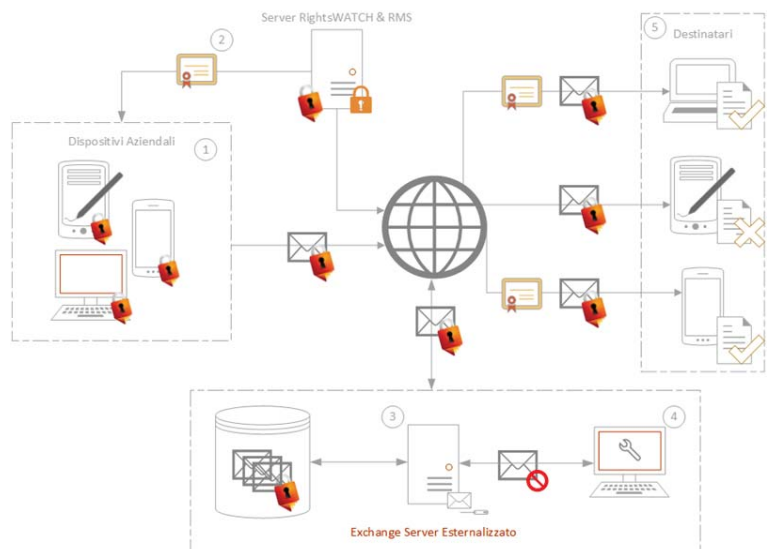 Server RightsWATCH & RMS
2
5
Destinatari
Dispositivi Aziendali
1
3
4
Exchange Server Esternalizzato